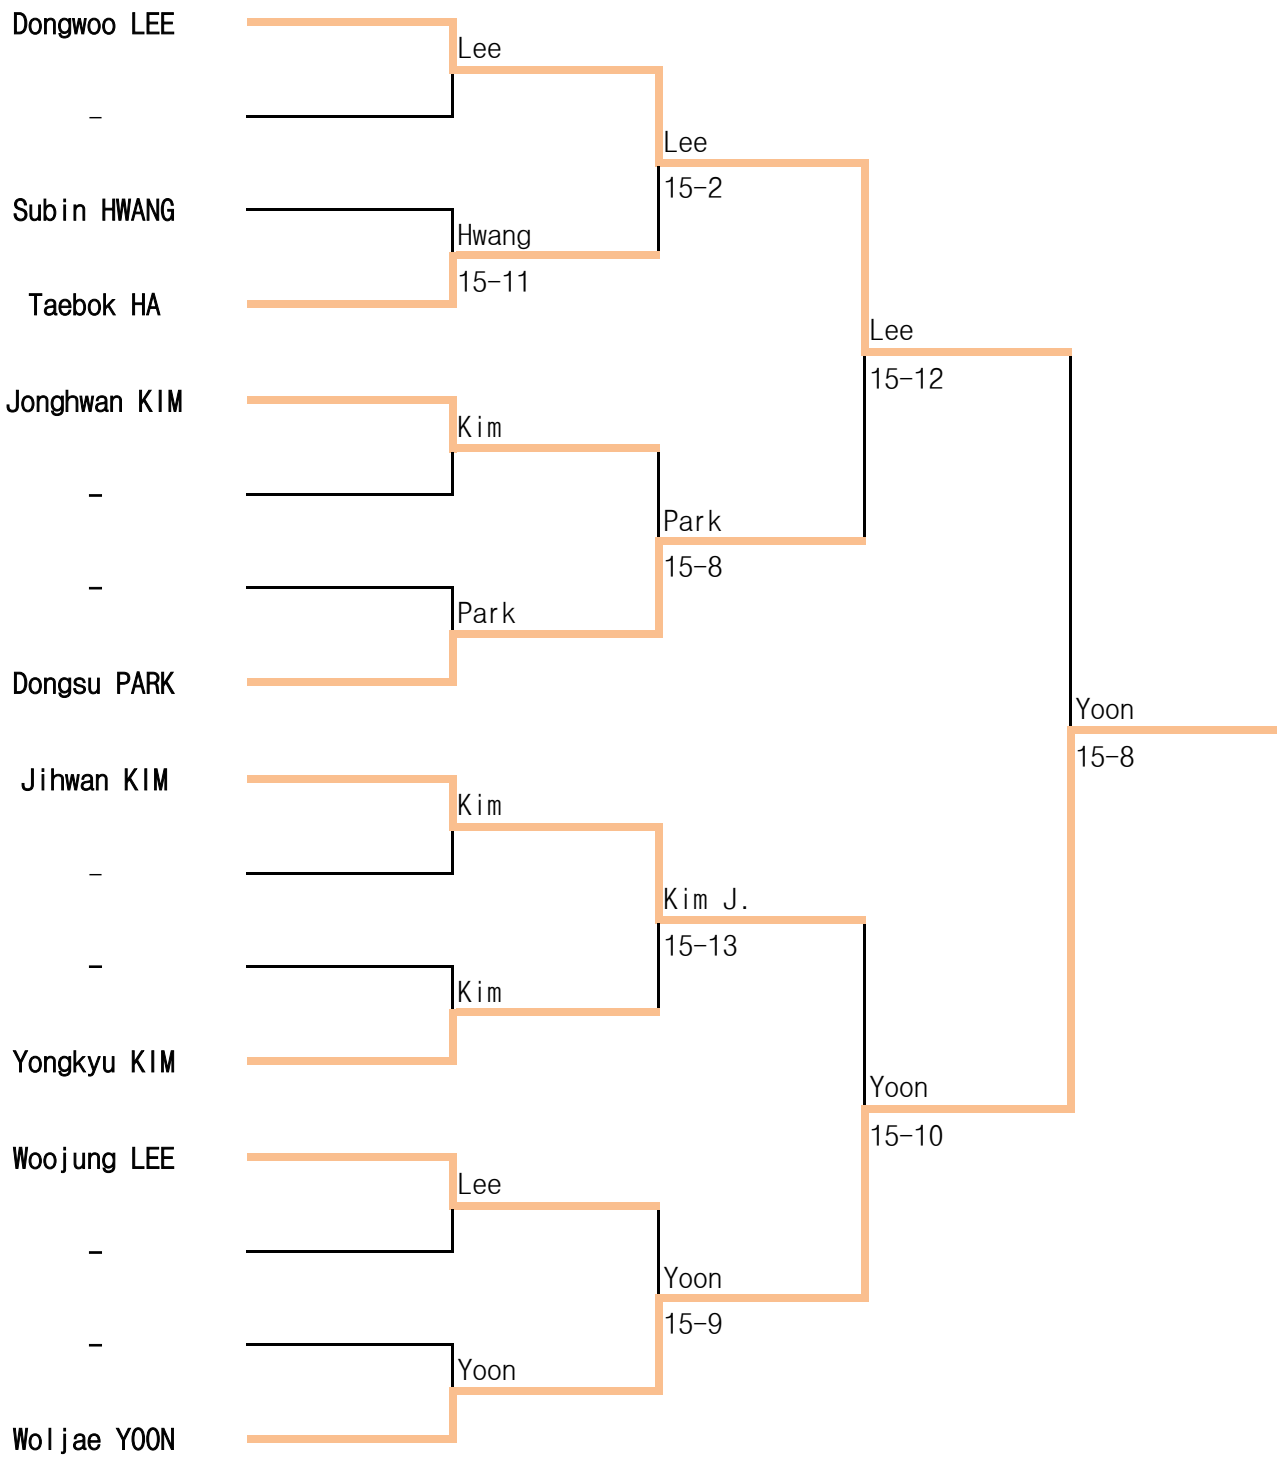 Dongwoo LEE
Lee
-
Lee
15-2
Subin HWANG
Hwang
15-11
Taebok HA
Lee
15-12
Jonghwan KIM
Kim
-
Park
15-8
-
Park
Dongsu PARK
Yoon
15-8
Jihwan KIM
Kim
-
Kim J.
15-13
-
Kim
Yongkyu KIM
Yoon
15-10
Woojung LEE
Lee
-
Yoon
15-9
-
Yoon
Woljae YOON